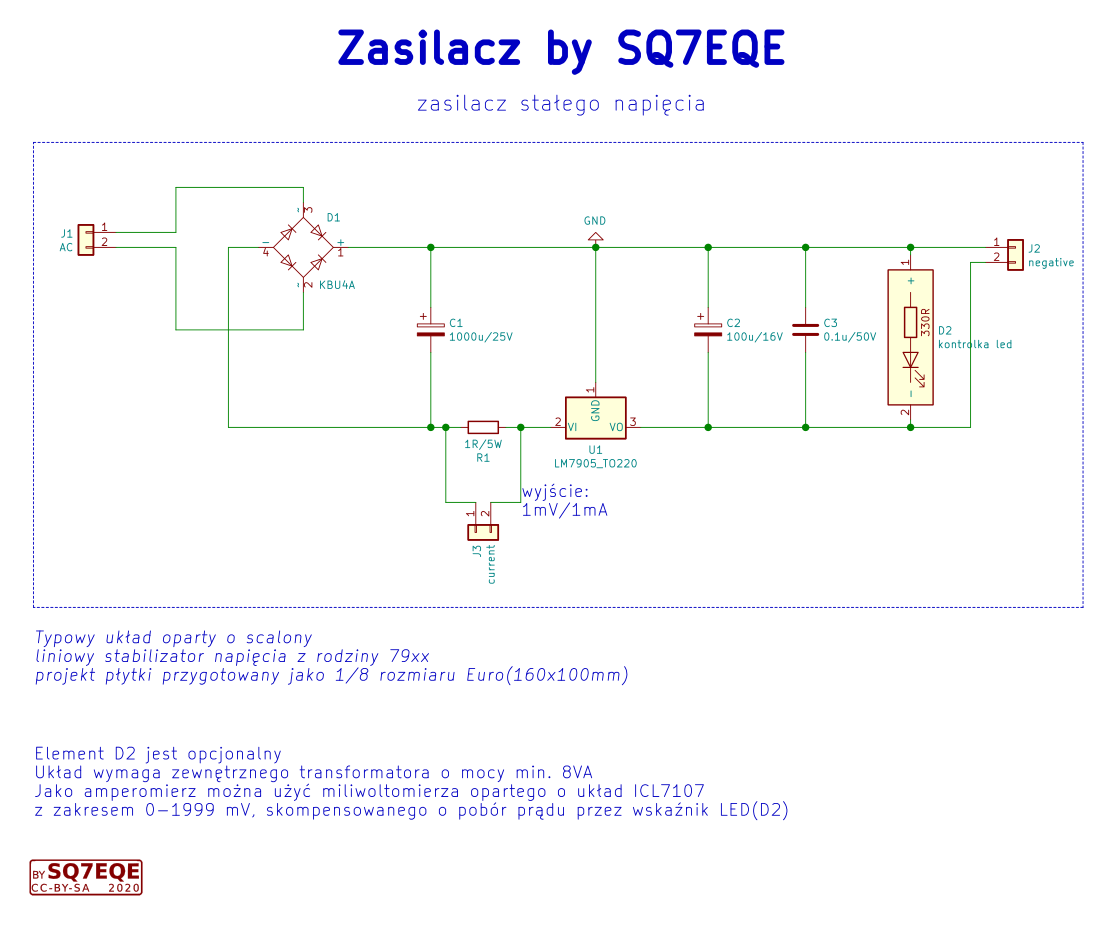 Zasilacz by SQ7EQE
zasilacz stałego napięcia
GND
J1
AC
1
2
~
3
D1
−
4
+
1
~
2
KBU4A
+
C1
1000u/25V
+
C2
100u/16V
C3
0.1u/50V
1
+
330R
D2
kontrolka led
−
2
1
2
J2
negative
1R/5W
R1
1
GND
2
VI
VO
3
U1
LM7905_TO220
wyjście:
1mV/1mA
1
2
J3
current
Typowy układ oparty o scalony
liniowy stabilizator napięcia z rodziny 79xx
projekt płytki przygotowany jako 1/8 rozmiaru Euro(160x100mm)
Element D2 jest opcjonalny
Układ wymaga zewnętrznego transformatora o mocy min. 8VA
Jako amperomierz można użyć miliwoltomierza opartego o układ ICL7107
z zakresem 0−1999 mV, skompensowanego o pobór prądu przez wskaźnik LED(D2)
BY SQ7EQE
CC-BY-SA 2020